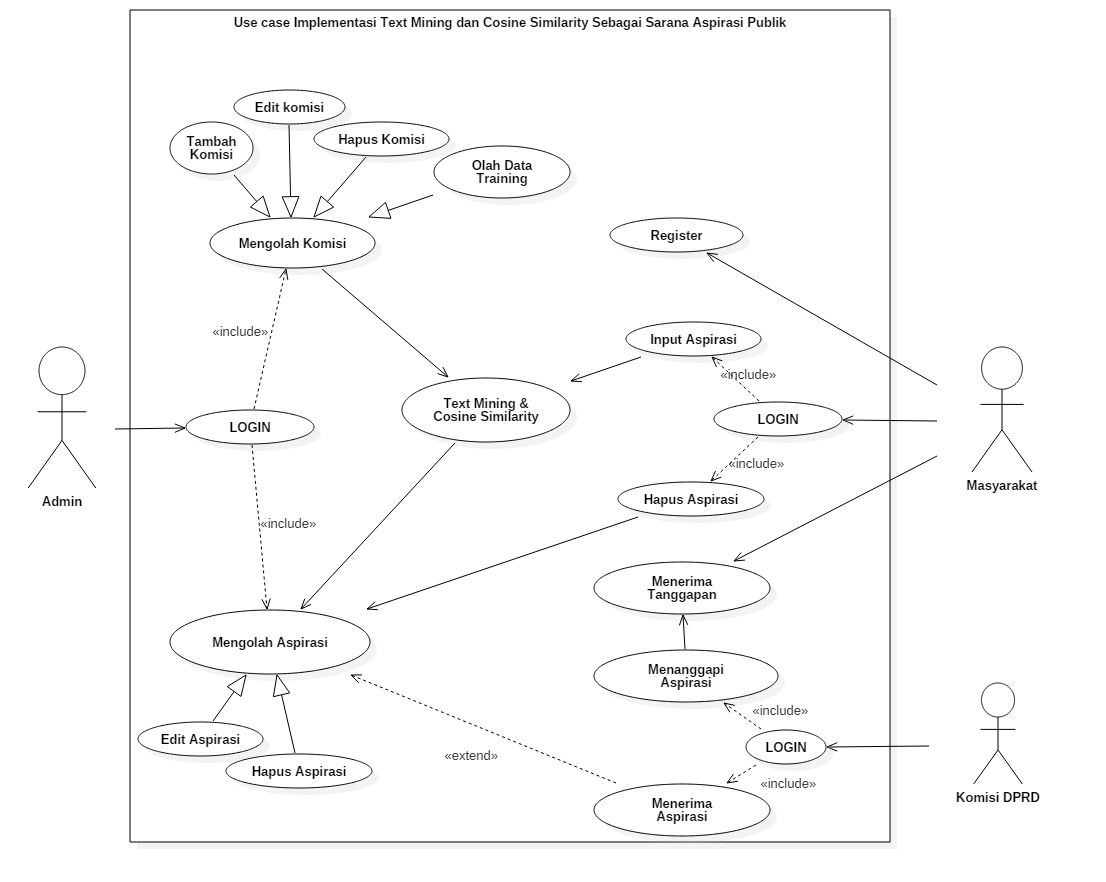 Use case Implementasi Text Mining dan Cosine Similarity Sebagai Sarana Aspirasi Publik
Edit komisi
Tambah
Komisi
Hapus Komisi
Olah Data
Training
Mengolah Komisi
Register
«include»
Input Aspirasi
«include»
Text Mining &
Cosine Similarity
LOGIN
LOGIN
Admin
Masyarakat
«include»
Hapus Aspirasi
«include»
Menerima
Tanggapan
Mengolah Aspirasi
Menanggapi
Aspirasi
«include»
Edit Aspirasi
Hapus Aspirasi
«extend»
LOGIN
«include»
Komisi DPRD
Menerima
Aspirasi